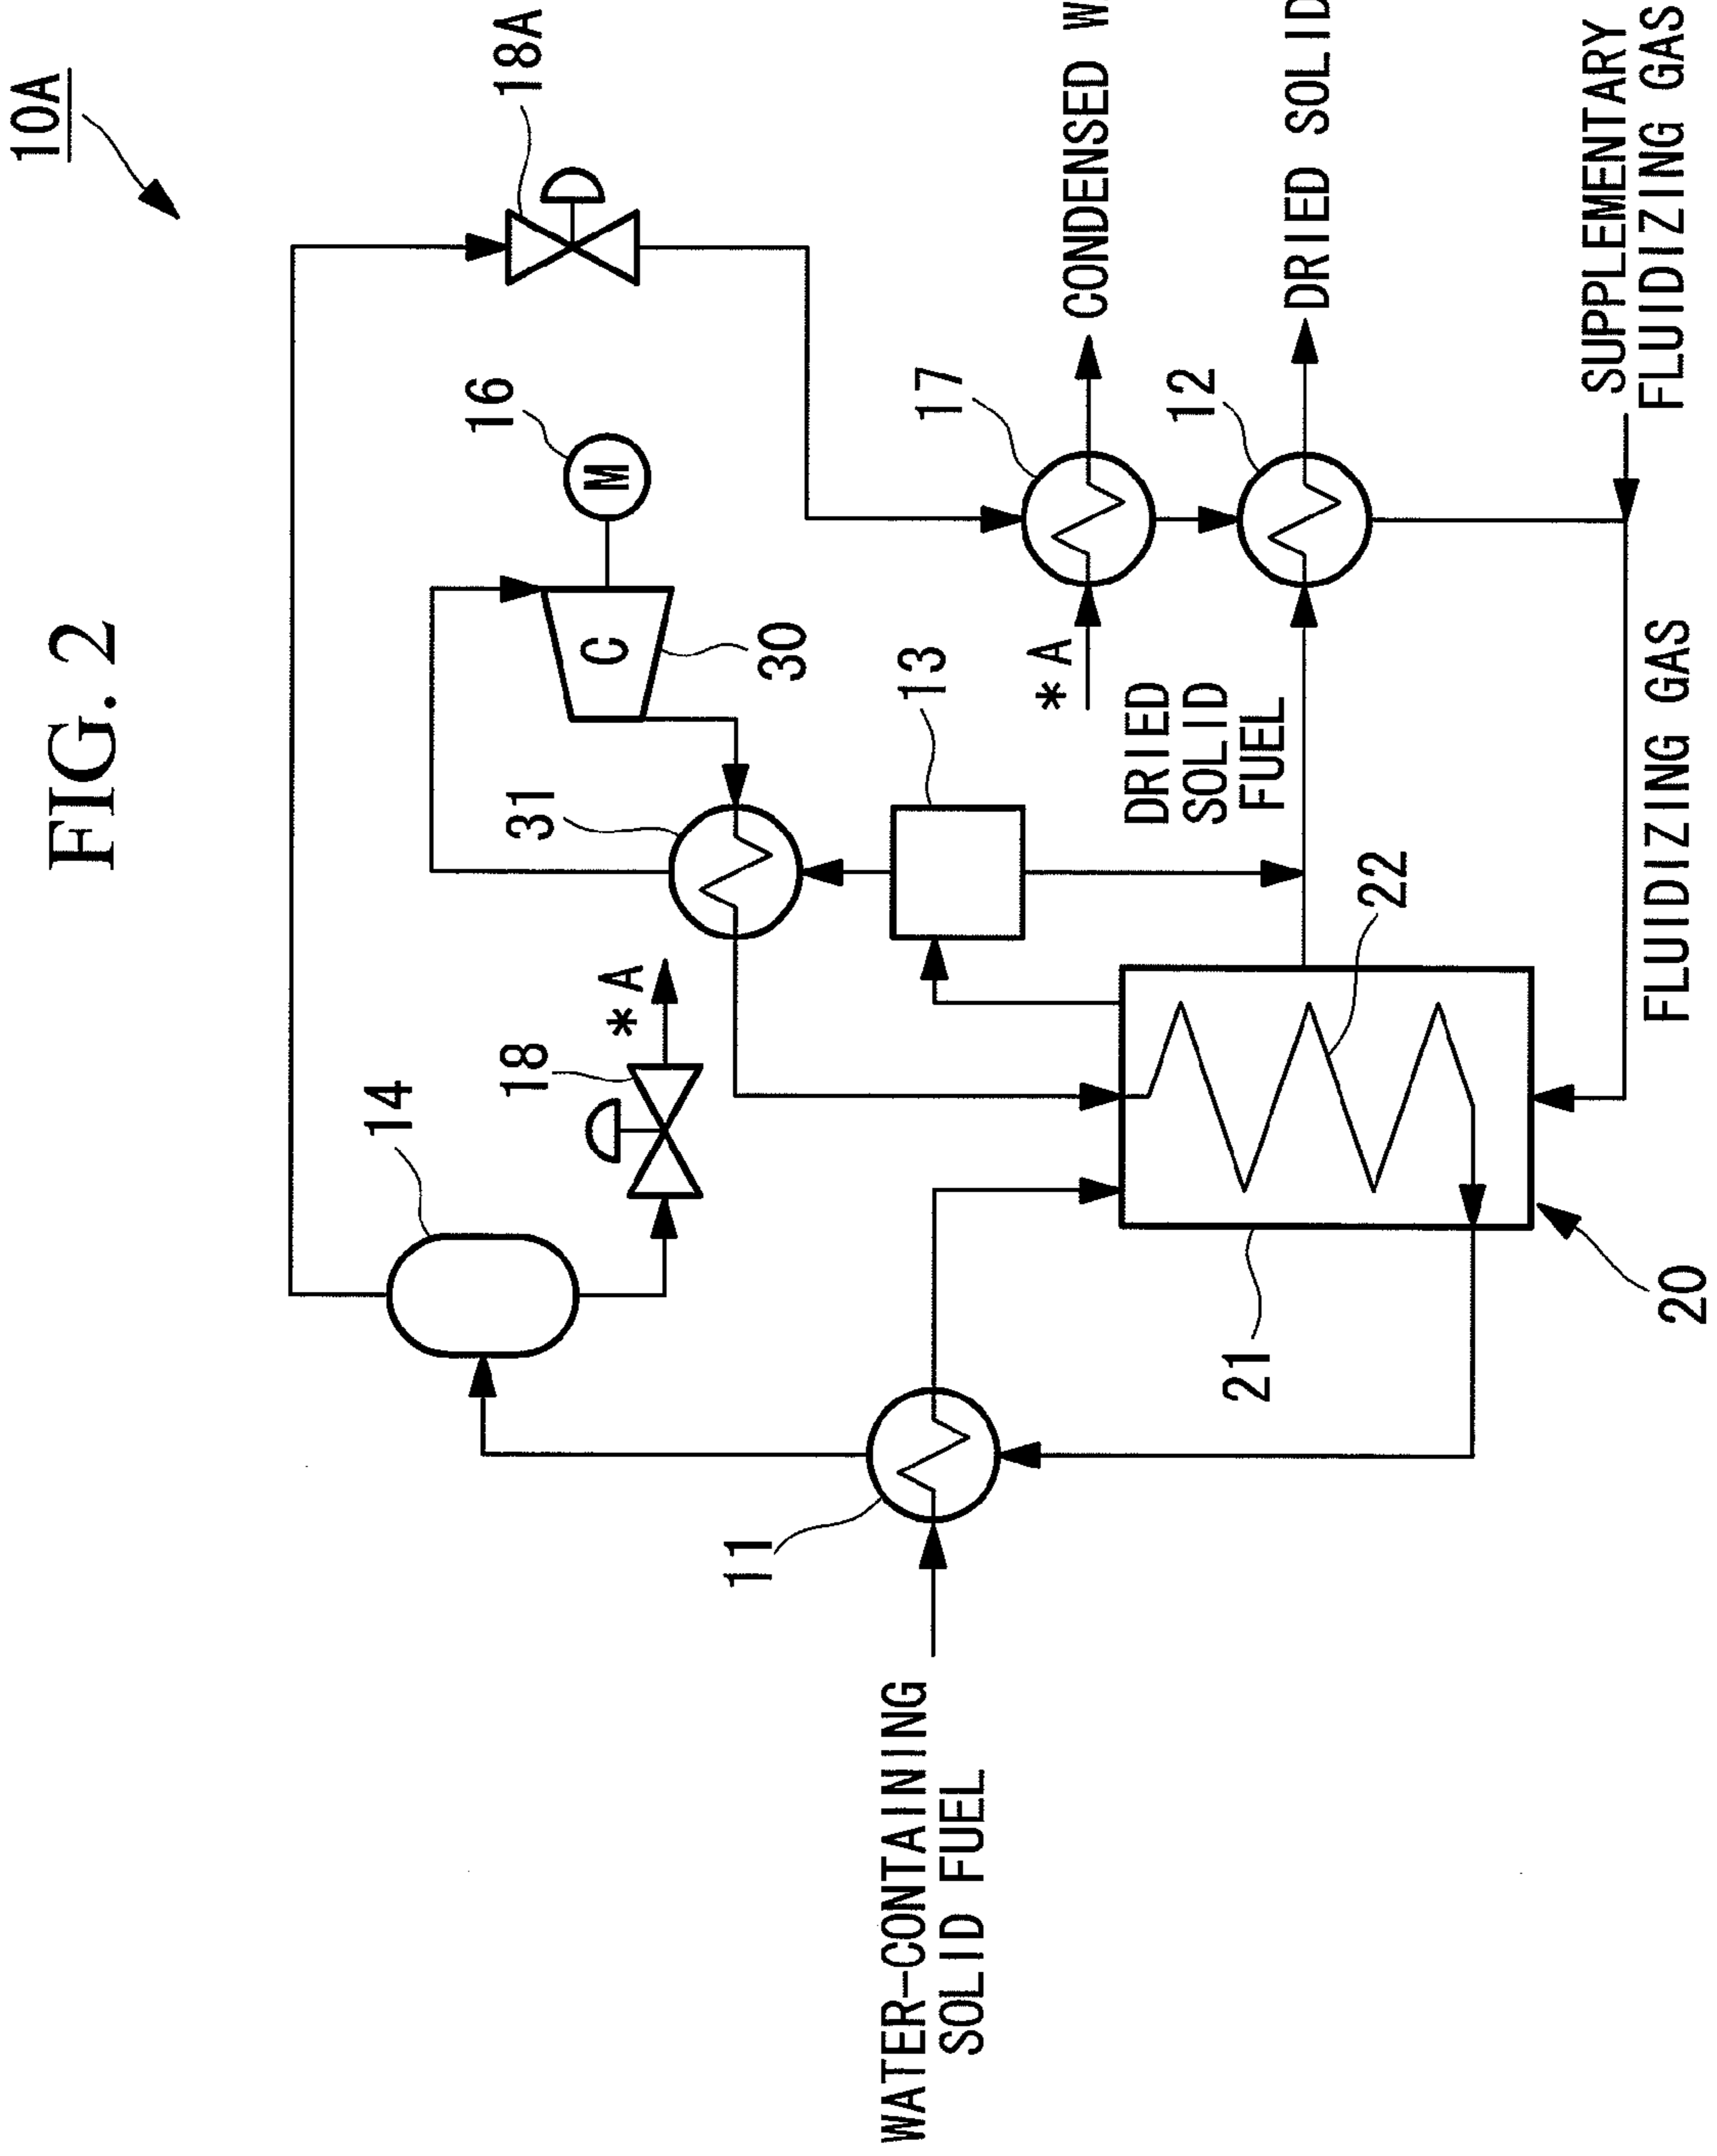 FIG. 2
10A
18A
16
M
C
30
31
14
18
*A
17
CONDENSED W
*A
13
12
DRIED SOLID
DRIED
SOLID
FUEL
SUPPLEMENTARY
FLUIDIZING GAS
FLUIDIZING GAS
22
21
20
11
WATER-CONTAINING
SOLID FUEL